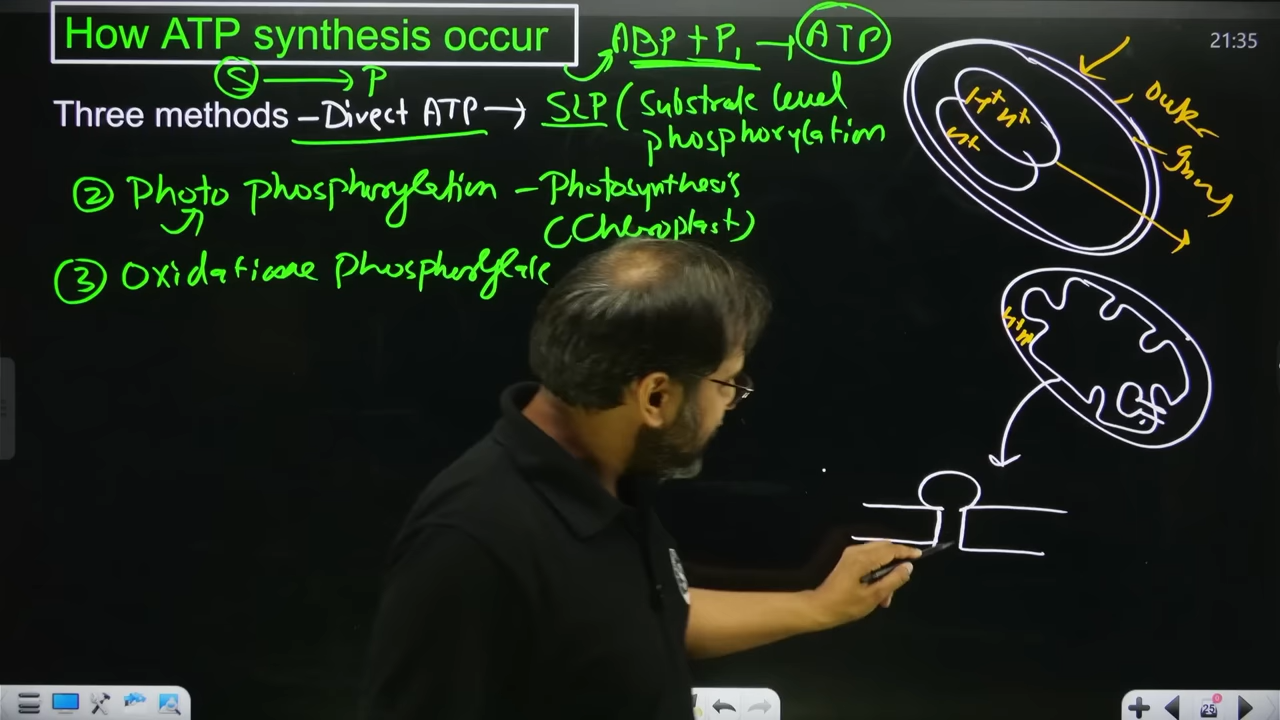 How ATP synthesis occur
ADP + Pi → ATP
21:35
S → P
Three methods – Direct ATP → SLP (Substrate level
phosphorylation
② Photo phosphorylation – Photosynthesis
(Chloroplast)
③ Oxidative phosphorylate
H+ H+
H+
Outer
H+
25